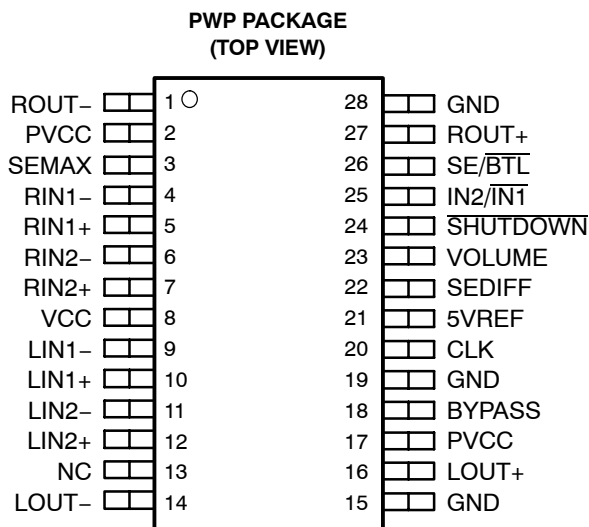 PWP PACKAGE
(TOP VIEW)
ROUT− 1 28 GND
PVCC 2 27 ROUT+
SEMAX 3 26 SE/B̅T̅L̅
RIN1− 4 25 IN2/I̅N̅1̅
RIN1+ 5 24 S̅H̅U̅T̅D̅O̅W̅N̅
RIN2− 6 23 VOLUME
RIN2+ 7 22 SEDIFF
VCC 8 21 5VREF
LIN1− 9 20 CLK
LIN1+ 10 19 GND
LIN2− 11 18 BYPASS
LIN2+ 12 17 PVCC
NC 13 16 LOUT+
LOUT− 14 15 GND